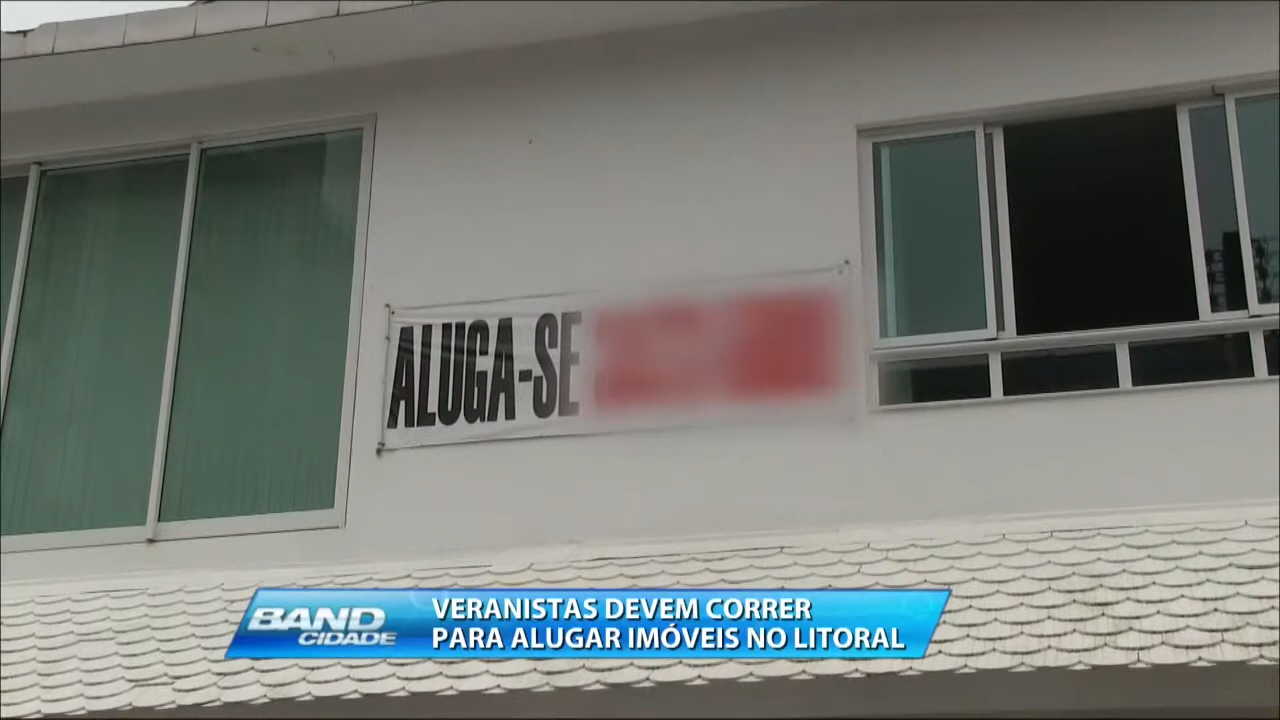 ALUGA-SE
BAND
CIDADE
VERANISTAS DEVEM CORRER
PARA ALUGAR IMÓVEIS NO LITORAL